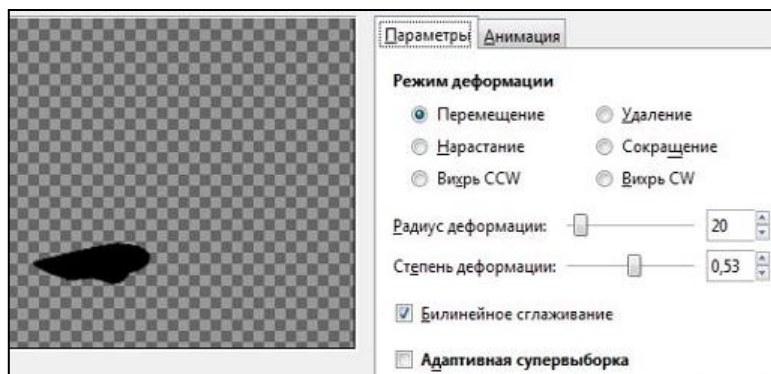 Параметры Анимация
Режим деформации
Перемещение Удаление
Нарастание Сокращение
Вихрь CCW Вихрь CW
Радиус деформации: 20
Степень деформации: 0,53
Билинейное сглаживание
Адаптивная супервыборка